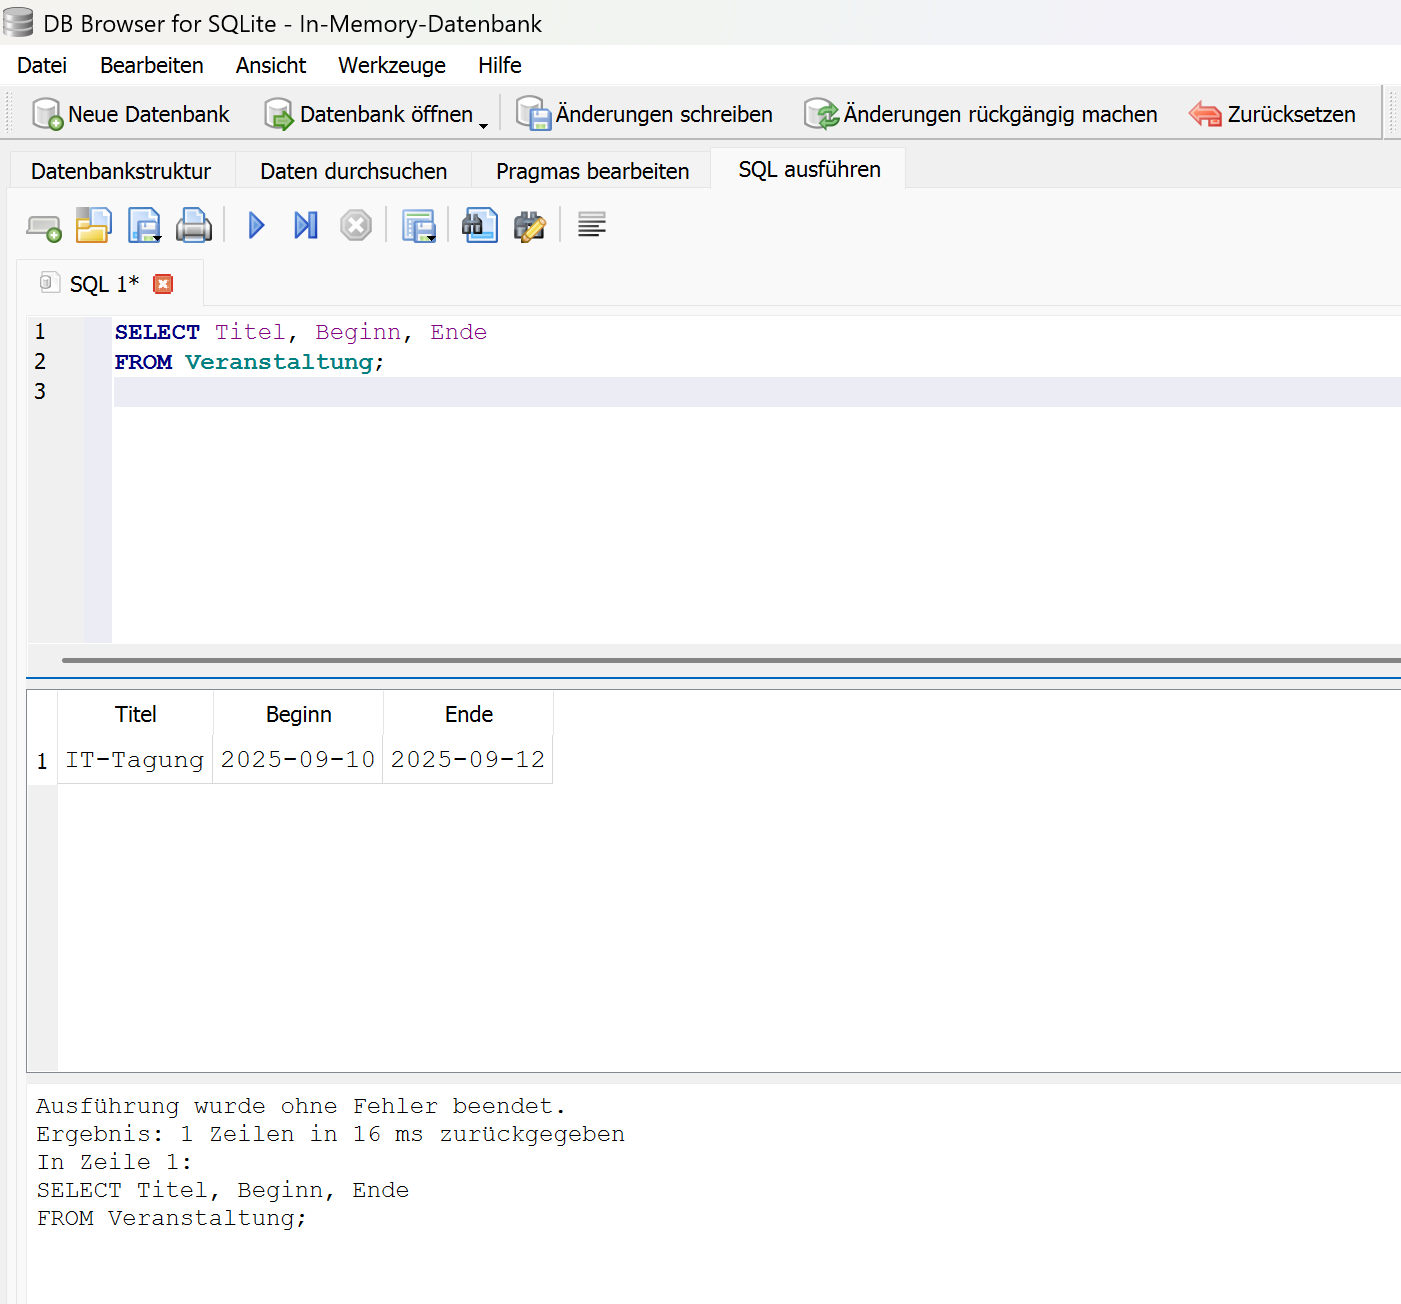 DB Browser for SQLite - In-Memory-Datenbank
Datei Bearbeiten Ansicht Werkzeuge Hilfe
Neue Datenbank Datenbank öffnen Änderungen schreiben Änderungen rückgängig machen Zurücksetzen
Datenbankstruktur Daten durchsuchen Pragmas bearbeiten SQL ausführen
SQL 1*
1 SELECT Titel, Beginn, Ende
2 FROM Veranstaltung;
3
Titel Beginn Ende
1 IT-Tagung 2025-09-10 2025-09-12
Ausführung wurde ohne Fehler beendet.
Ergebnis: 1 Zeilen in 16 ms zurückgegeben
In Zeile 1:
SELECT Titel, Beginn, Ende
FROM Veranstaltung;